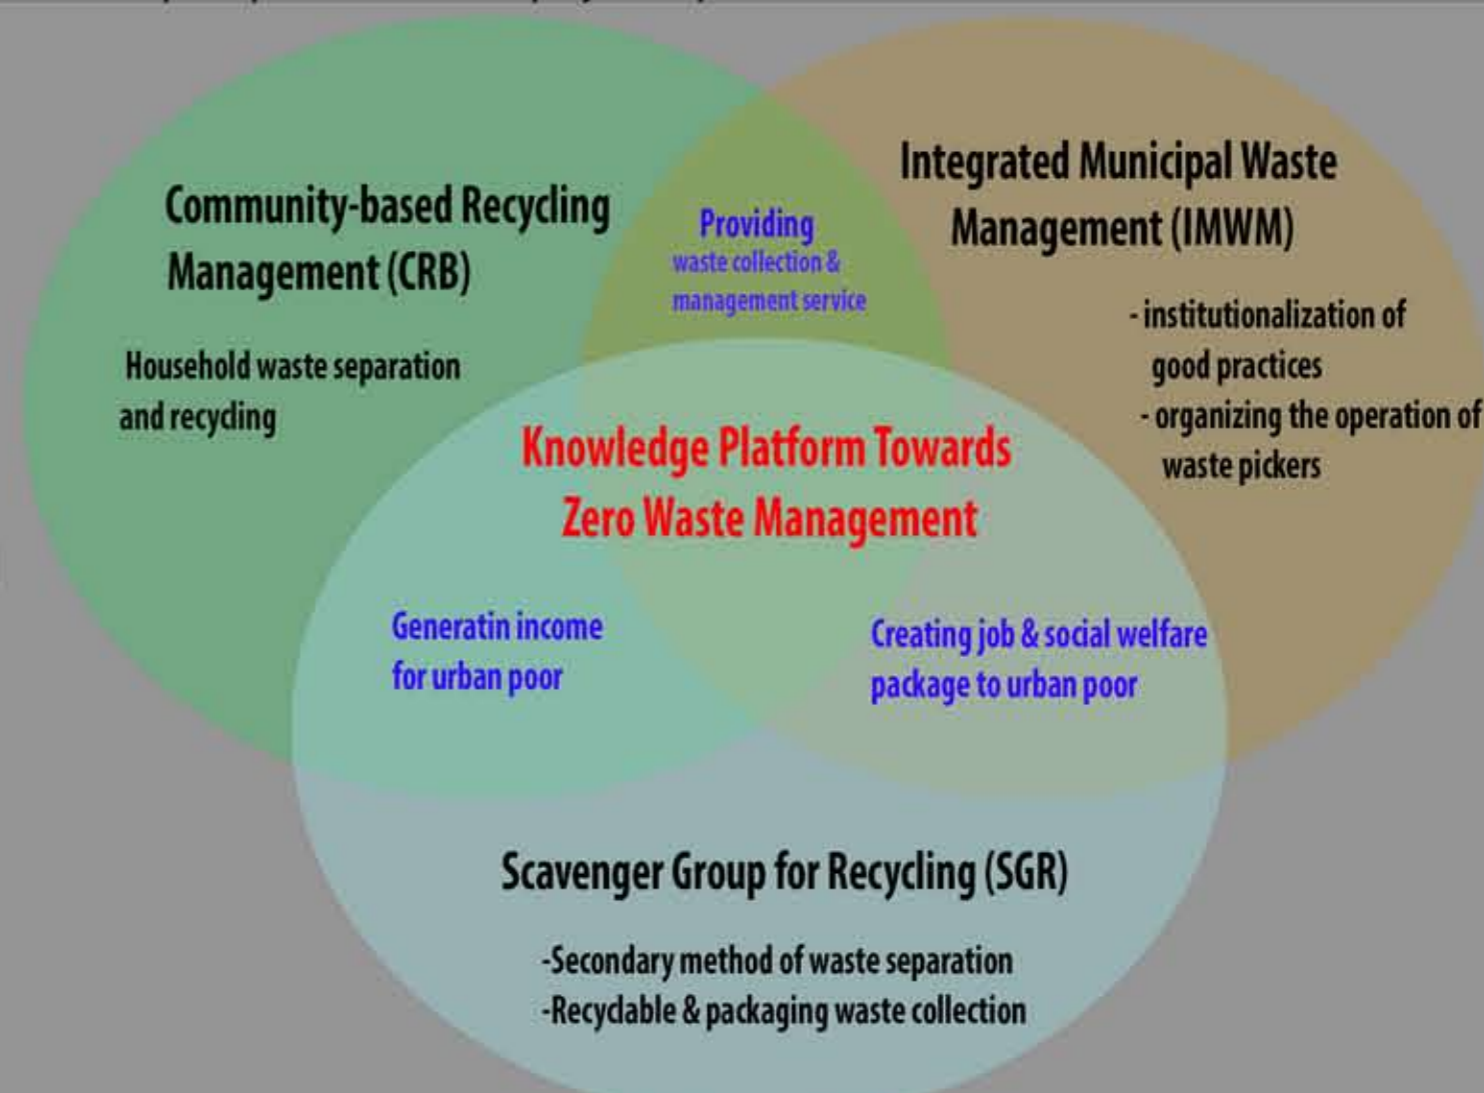 Community-based Recycling
Management (CRB)
Household waste separation
and recycling
Providing
waste collection &
management service
Integrated Municipal Waste
Management (IMWM)
- institutionalization of
good practices
- organizing the operation of
waste pickers
Knowledge Platform Towards
Zero Waste Management
Generatin income
for urban poor
Creating job & social welfare
package to urban poor
Scavenger Group for Recycling (SGR)
-Secondary method of waste separation
-Recyclable & packaging waste collection